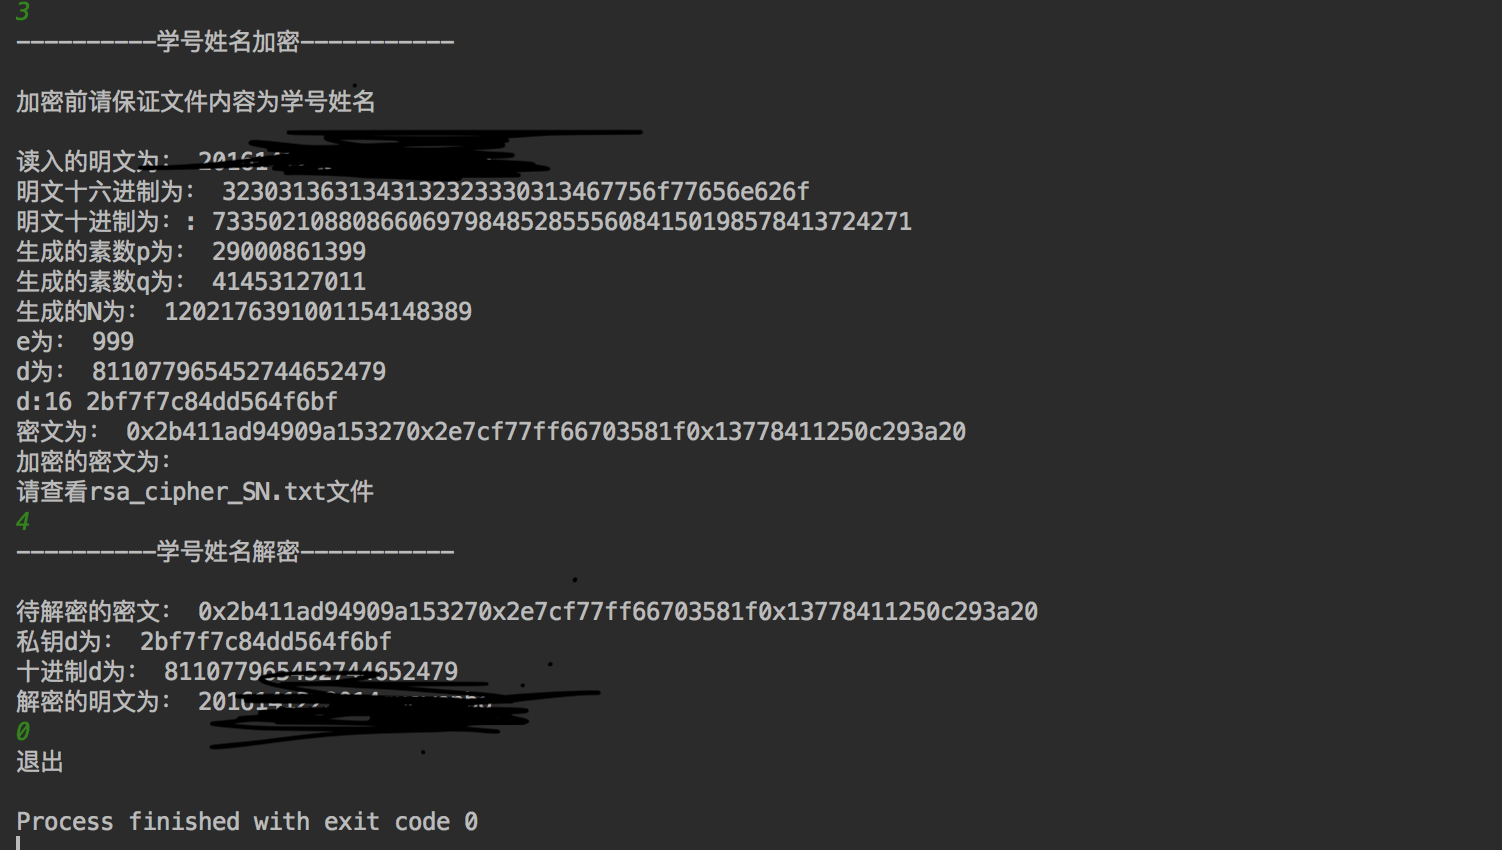 3
----------学号姓名加密-----------
加密前请保证文件内容为学号姓名
读入的明文为:
明文十六进制为: 323031363134313232333031346775​6f77656e626f
明文十进制为：: 73350210880866069798485285556084150198578413724271
生成的素数p为: 29000861399
生成的素数q为: 41453127011
生成的N为: 1202176391001154148389
e为: 999
d为: 811077965452744652479
d:16 2bf7f7c84dd564f6bf
密文为: 0x2b411ad94909a153270x2e7cf77ff66703581f0x13778411250c293a20
加密的密文为:
请查看rsa_cipher_SN.txt文件
4
----------学号姓名解密-----------
待解密的密文: 0x2b411ad94909a153270x2e7cf77ff66703581f0x13778411250c293a20
私钥d为: 2bf7f7c84dd564f6bf
十进制d为: 811077965452744652479
解密的明文为:
0
退出
Process finished with exit code 0